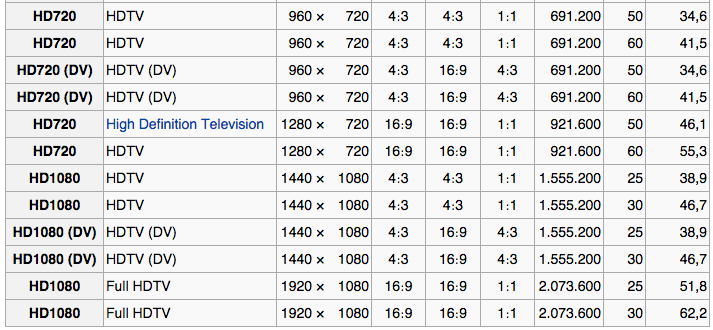 HD720 HDTV 960 × 720 4:3 4:3 1:1 691.200 50 34,6
HD720 HDTV 960 × 720 4:3 4:3 1:1 691.200 60 41,5
HD720 (DV) HDTV (DV) 960 × 720 4:3 16:9 4:3 691.200 50 34,6
HD720 (DV) HDTV (DV) 960 × 720 4:3 16:9 4:3 691.200 60 41,5
HD720 High Definition Television 1280 × 720 16:9 16:9 1:1 921.600 50 46,1
HD720 HDTV 1280 × 720 16:9 16:9 1:1 921.600 60 55,3
HD1080 HDTV 1440 × 1080 4:3 4:3 1:1 1.555.200 25 38,9
HD1080 HDTV 1440 × 1080 4:3 4:3 1:1 1.555.200 30 46,7
HD1080 (DV) HDTV (DV) 1440 × 1080 4:3 16:9 4:3 1.555.200 25 38,9
HD1080 (DV) HDTV (DV) 1440 × 1080 4:3 16:9 4:3 1.555.200 30 46,7
HD1080 Full HDTV 1920 × 1080 16:9 16:9 1:1 2.073.600 25 51,8
HD1080 Full HDTV 1920 × 1080 16:9 16:9 1:1 2.073.600 30 62,2